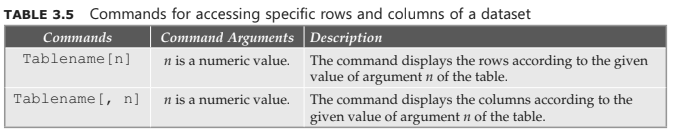 TABLE 3.5 Commands for accessing specific rows and columns of a dataset
Commands Command Arguments Description
Tablename[n] n is a numeric value. The command displays the rows according to the given
value of argument n of the table.
Tablename[, n] n is a numeric value. The command displays the columns according to the
given value of argument n of the table.